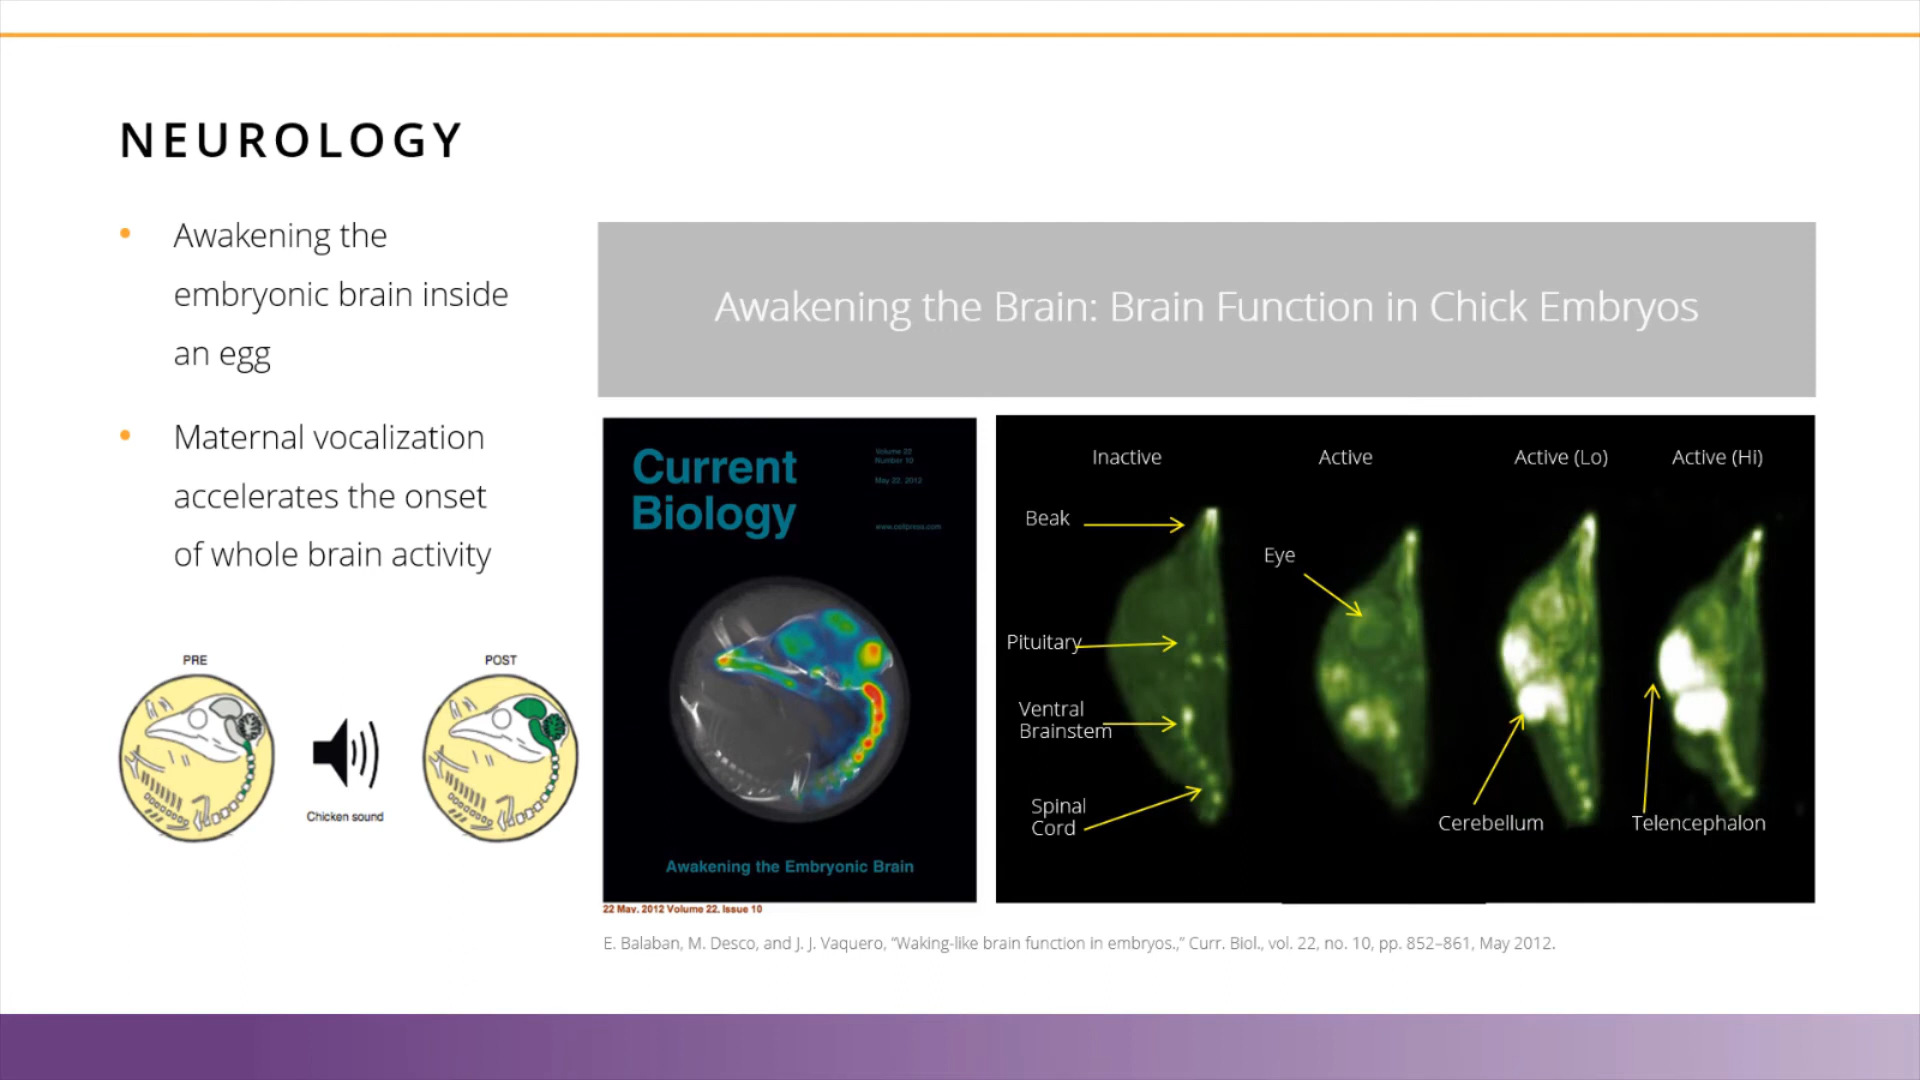 NEUROLOGY
• Awakening the
embryonic brain inside
an egg
• Maternal vocalization
accelerates the onset
of whole brain activity
PRE
POST
Chicken sound
Awakening the Brain: Brain Function in Chick Embryos
Current
Biology
Volume 22
Number 10
May 22, 2012
www.cellpress.com
Awakening the Embryonic Brain
22 May, 2012 Volume 22, Issue 10
Inactive
Active
Active (Lo)
Active (Hi)
Beak
Eye
Pituitary
Ventral
Brainstem
Spinal
Cord
Cerebellum
Telencephalon
E. Balaban, M. Desco, and J. J. Vaquero, “Waking-like brain function in embryos.,” Curr. Biol., vol. 22, no. 10, pp. 852–861, May 2012.